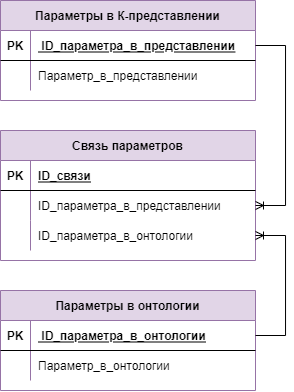 Параметры в К-представлении
PK ID_параметра_в_представлении
Параметр_в_представлении
Связь параметров
PK ID_связи
ID_параметра_в_представлении
ID_параметра_в_онтологии
Параметры в онтологии
PK ID_параметра_в_онтологии
Параметр_в_онтологии